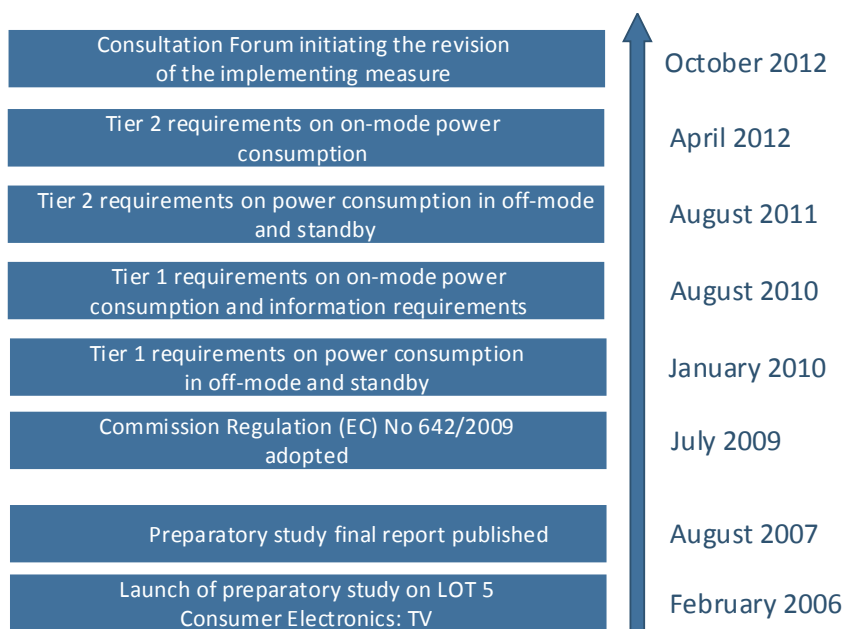 Consultation Forum initiating the revision
of the implementing measure
October 2012
Tier 2 requirements on on-mode power
consumption
April 2012
Tier 2 requirements on power consumption in off-mode
and standby
August 2011
Tier 1 requirements on on-mode power
consumption and information requirements
August 2010
Tier 1 requirements on power consumption
in off-mode and standby
January 2010
Commission Regulation (EC) No 642/2009
adopted
July 2009
Preparatory study final report published
August 2007
Launch of preparatory study on LOT 5
Consumer Electronics: TV
February 2006